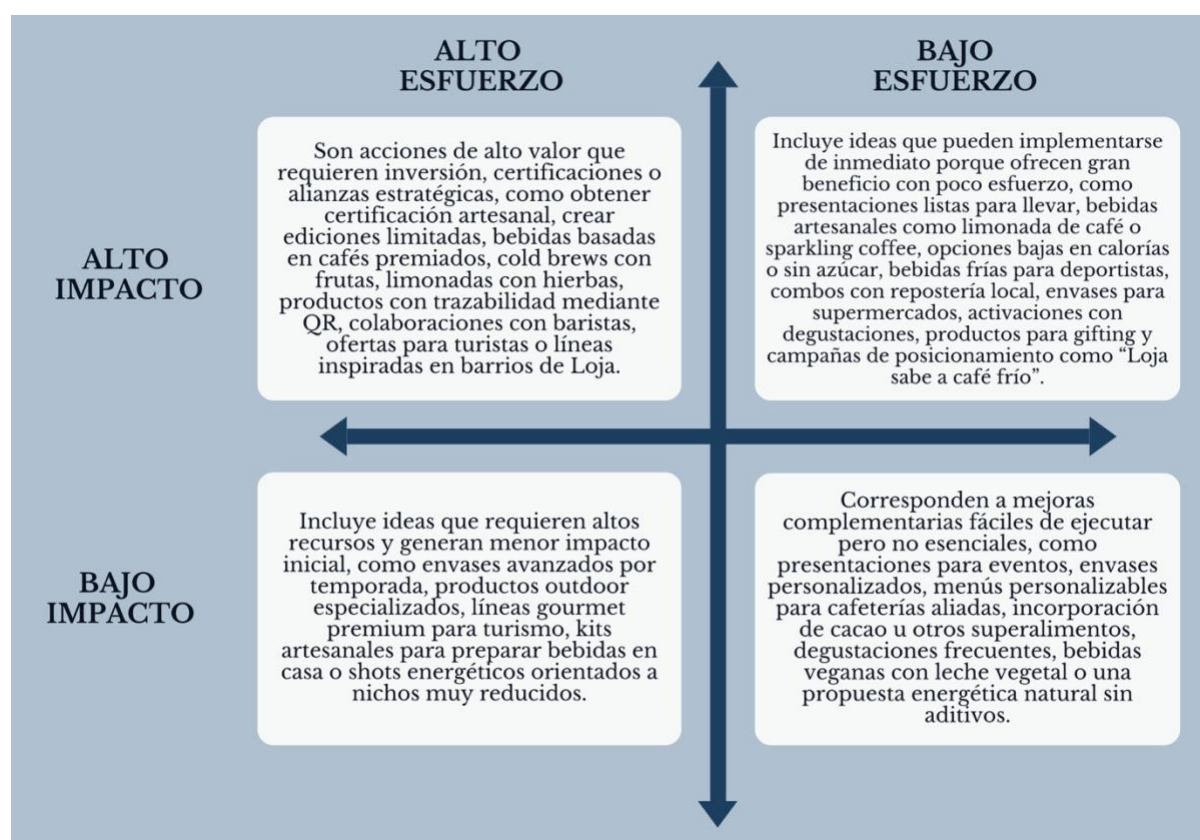 ALTO
ESFUERZO
BAJO
ESFUERZO
ALTO
IMPACTO
Son acciones de alto valor que
requieren inversión, certificaciones o
alianzas estratégicas, como obtener
certificación artesanal, crear
ediciones limitadas, bebidas basadas
en cafés premiados, cold brews con
frutas, limonadas con hierbas,
productos con trazabilidad mediante
QR, colaboraciones con baristas,
ofertas para turistas o líneas
inspiradas en barrios de Loja.
Incluye ideas que pueden implementarse
de inmediato porque ofrecen gran
beneficio con poco esfuerzo, como
presentaciones listas para llevar, bebidas
artesanales como limonada de café o
sparkling coffee, opciones bajas en calorías
o sin azúcar, bebidas frías para deportistas,
combos con repostería local, envases para
supermercados, activaciones con
degustaciones, productos para gifting y
campañas de posicionamiento como “Loja
sabe a café frío”.
BAJO
IMPACTO
Incluye ideas que requieren altos
recursos y generan menor impacto
inicial, como envases avanzados por
temporada, productos outdoor
especializados, líneas gourmet
premium para turismo, kits
artesanales para preparar bebidas en
casa o shots energéticos orientados a
nichos muy reducidos.
Corresponden a mejoras
complementarias fáciles de ejecutar
pero no esenciales, como
presentaciones para eventos, envases
personalizados, menús personalizables
para cafeterías aliadas, incorporación
de cacao u otros superalimentos,
degustaciones frecuentes, bebidas
veganas con leche vegetal o una
propuesta energética natural sin
aditivos.